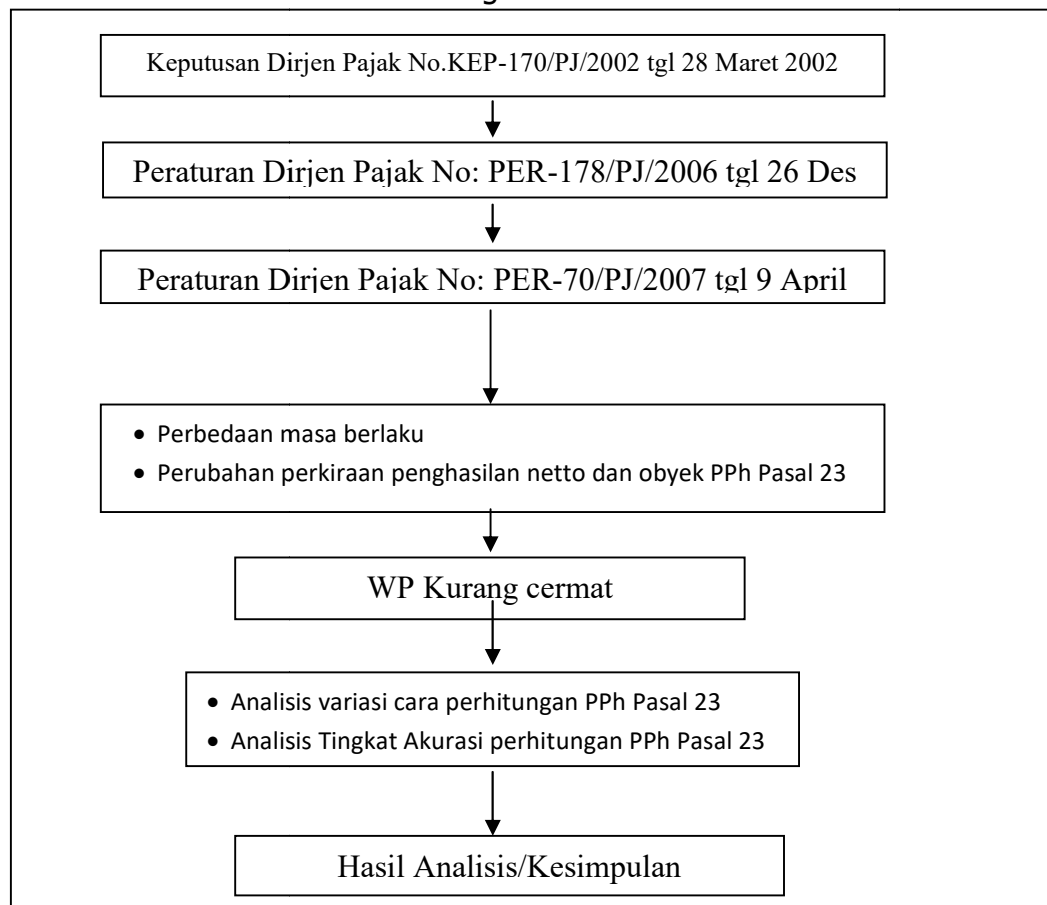 Keputusan Dirjen Pajak No.KEP-170/PJ/2002 tgl 28 Maret 2002
Peraturan Dirjen Pajak No: PER-178/PJ/2006 tgl 26 Des
Peraturan Dirjen Pajak No: PER-70/PJ/2007 tgl 9 April
• Perbedaan masa berlaku
• Perubahan perkiraan penghasilan netto dan obyek PPh Pasal 23
WP Kurang cermat
• Analisis variasi cara perhitungan PPh Pasal 23
• Analisis Tingkat Akurasi perhitungan PPh Pasal 23
Hasil Analisis/Kesimpulan